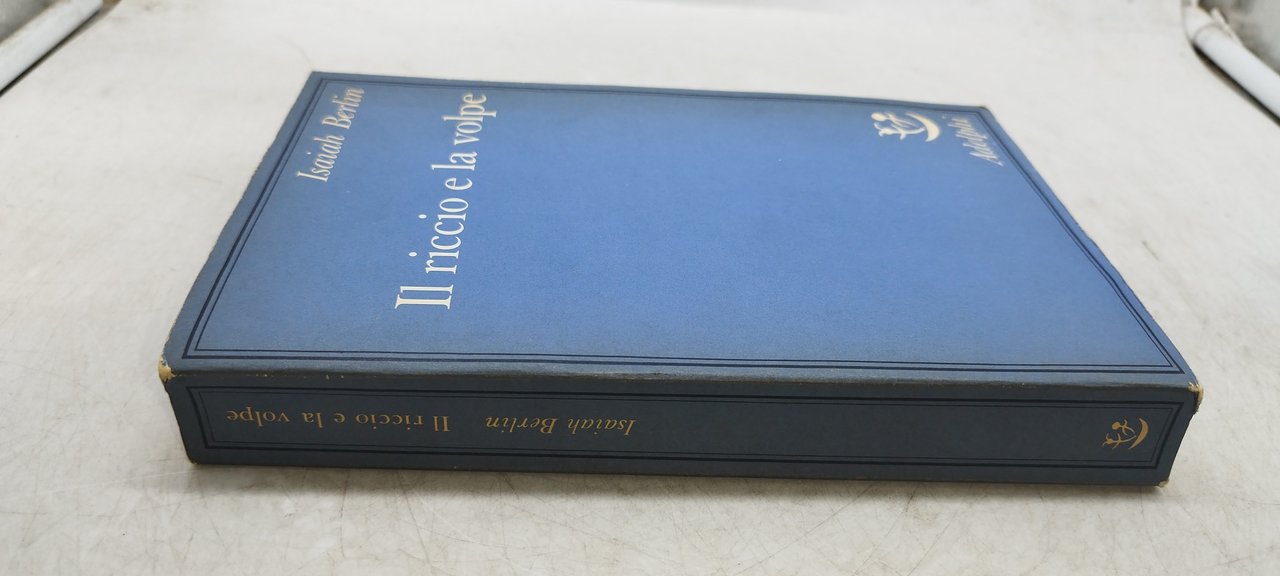 Isaiah Berlin
Il riccio e la volpe
Adelphi
Isaiah Berlin Il riccio e la volpe